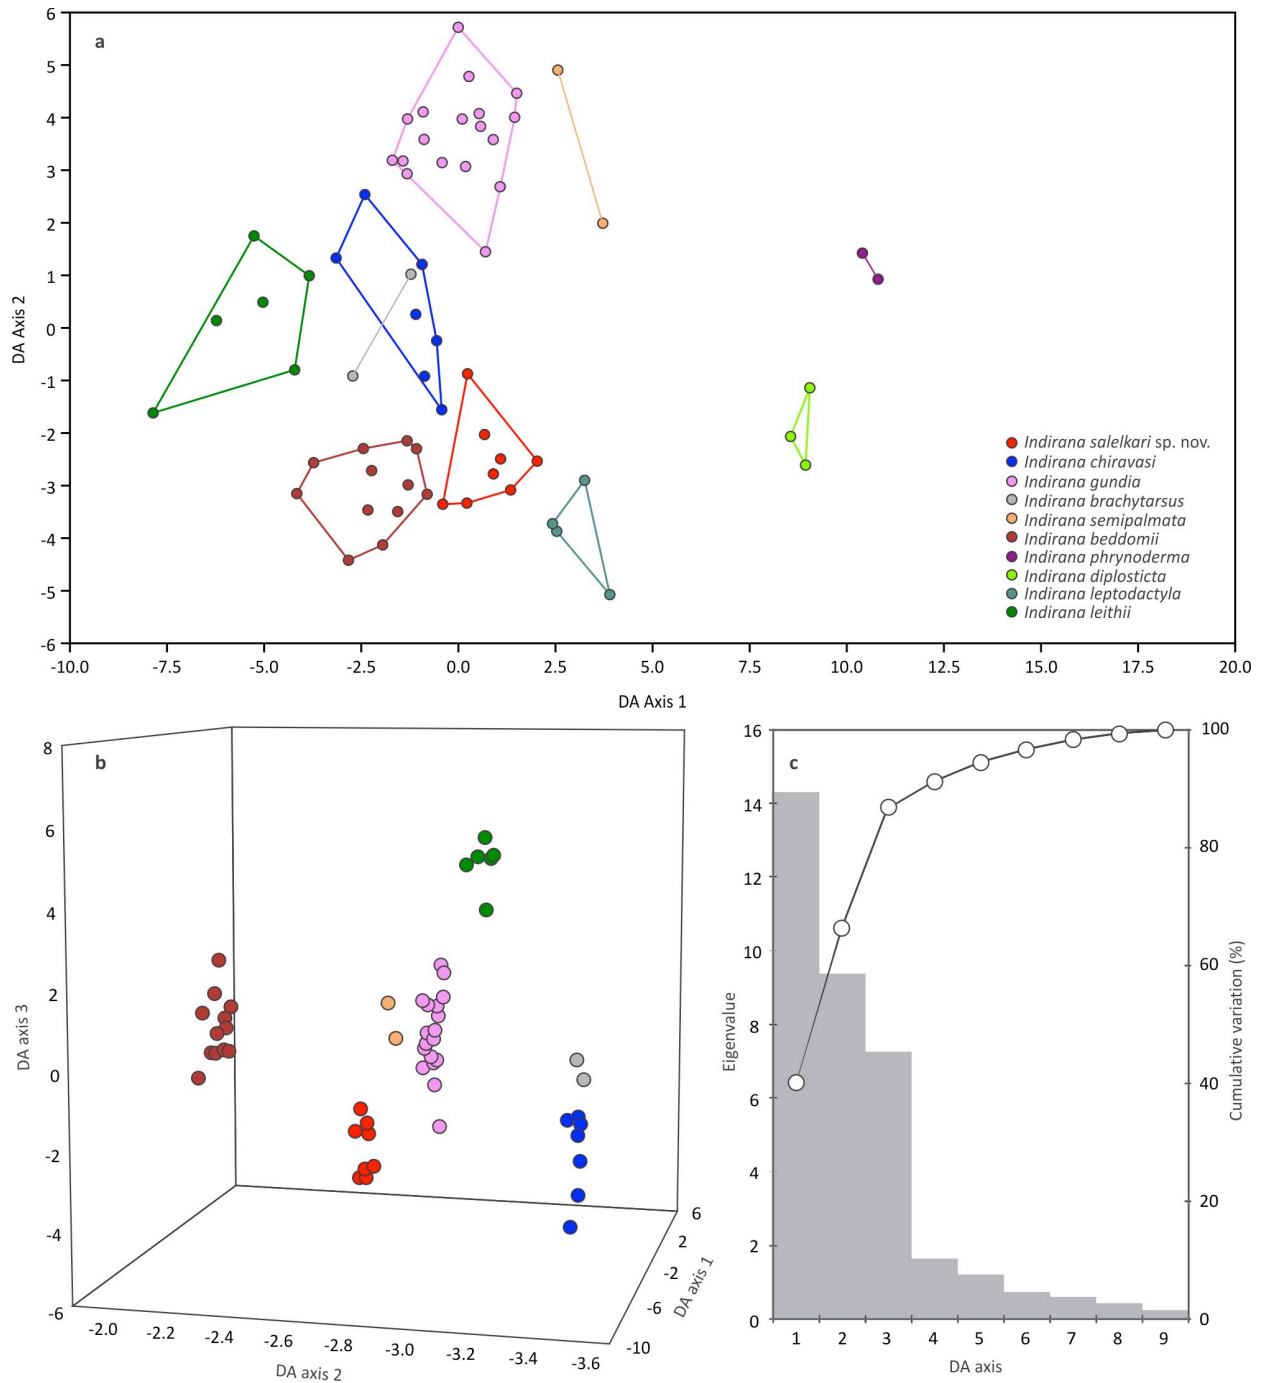 a
6
5
4
3
2
1
0
-1
-2
-3
-4
-5
-6
DA Axis 2
-10.0 -7.5 -5.0 -2.5 0.0 2.5 5.0 7.5 10.0 12.5 15.0 17.5 20.0
DA Axis 1
Indirana salelkari sp. nov.
Indirana chiravasi
Indirana gundia
Indirana brachytarsus
Indirana semipalmata
Indirana beddomii
Indirana phrynoderma
Indirana diplosticta
Indirana leptodactyla
Indirana leithii
b
8
6
4
2
0
-2
-4
-6
DA axis 3
-2.0 -2.2 -2.4 -2.6 -2.8 -3.0 -3.2 -3.4 -3.6
DA axis 2
6
2
-2
-6
-10
DA axis 1
c
16
14
12
10
8
6
4
2
0
Eigenvalue
100
80
60
40
20
0
Cumulative variation (%)
1 2 3 4 5 6 7 8 9
DA axis